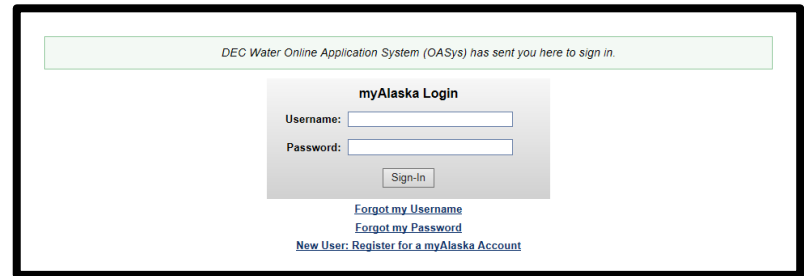 DEC Water Online Application System (OASys) has sent you here to sign in.
myAlaska Login
Username:
Password:
Sign-In
Forgot my Username
Forgot my Password
New User: Register for a myAlaska Account